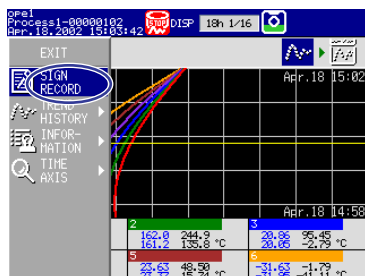 ope1
Process1-00000102
Apr.18.2002 15:03:42
STOP
DISP
18h 1/16
EXIT
SIGN
RECORD
TREND
HISTORY
INFOR-
MATION
TIME
AXIS
Apr.18 15:02
Apr.18 14:58
2
162.0 244.9
161.2 135.8 °C
3
20.86 95.45
20.05 -2.79 °C
5
23.63 48.50
6
-31.63 -1.79